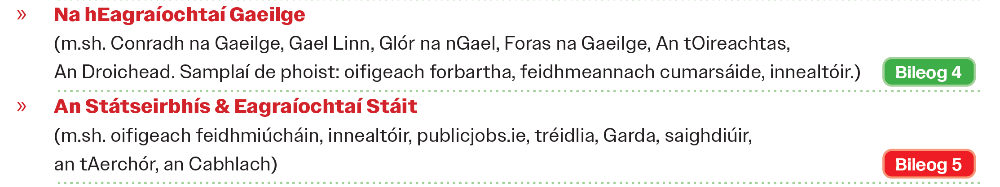 » Na hEagraíochtaí Gaeilge
(m.sh. Conradh na Gaeilge, Gael Linn, Glór na nGael, Foras na Gaeilge, An tOireachtas,
An Droichead. Samplaí de phoist: oifigeach forbartha, feidhmeannach cumarsáide, innealtóir.) Bileog 4
» An Státseirbhís & Eagraíochtaí Stáit
(m.sh. oifigeach feidhmiúcháin, innealtóir, publicjobs.ie, tréidlia, Garda, saighdiúir,
an tAerchór, an Cabhlach) Bileog 5